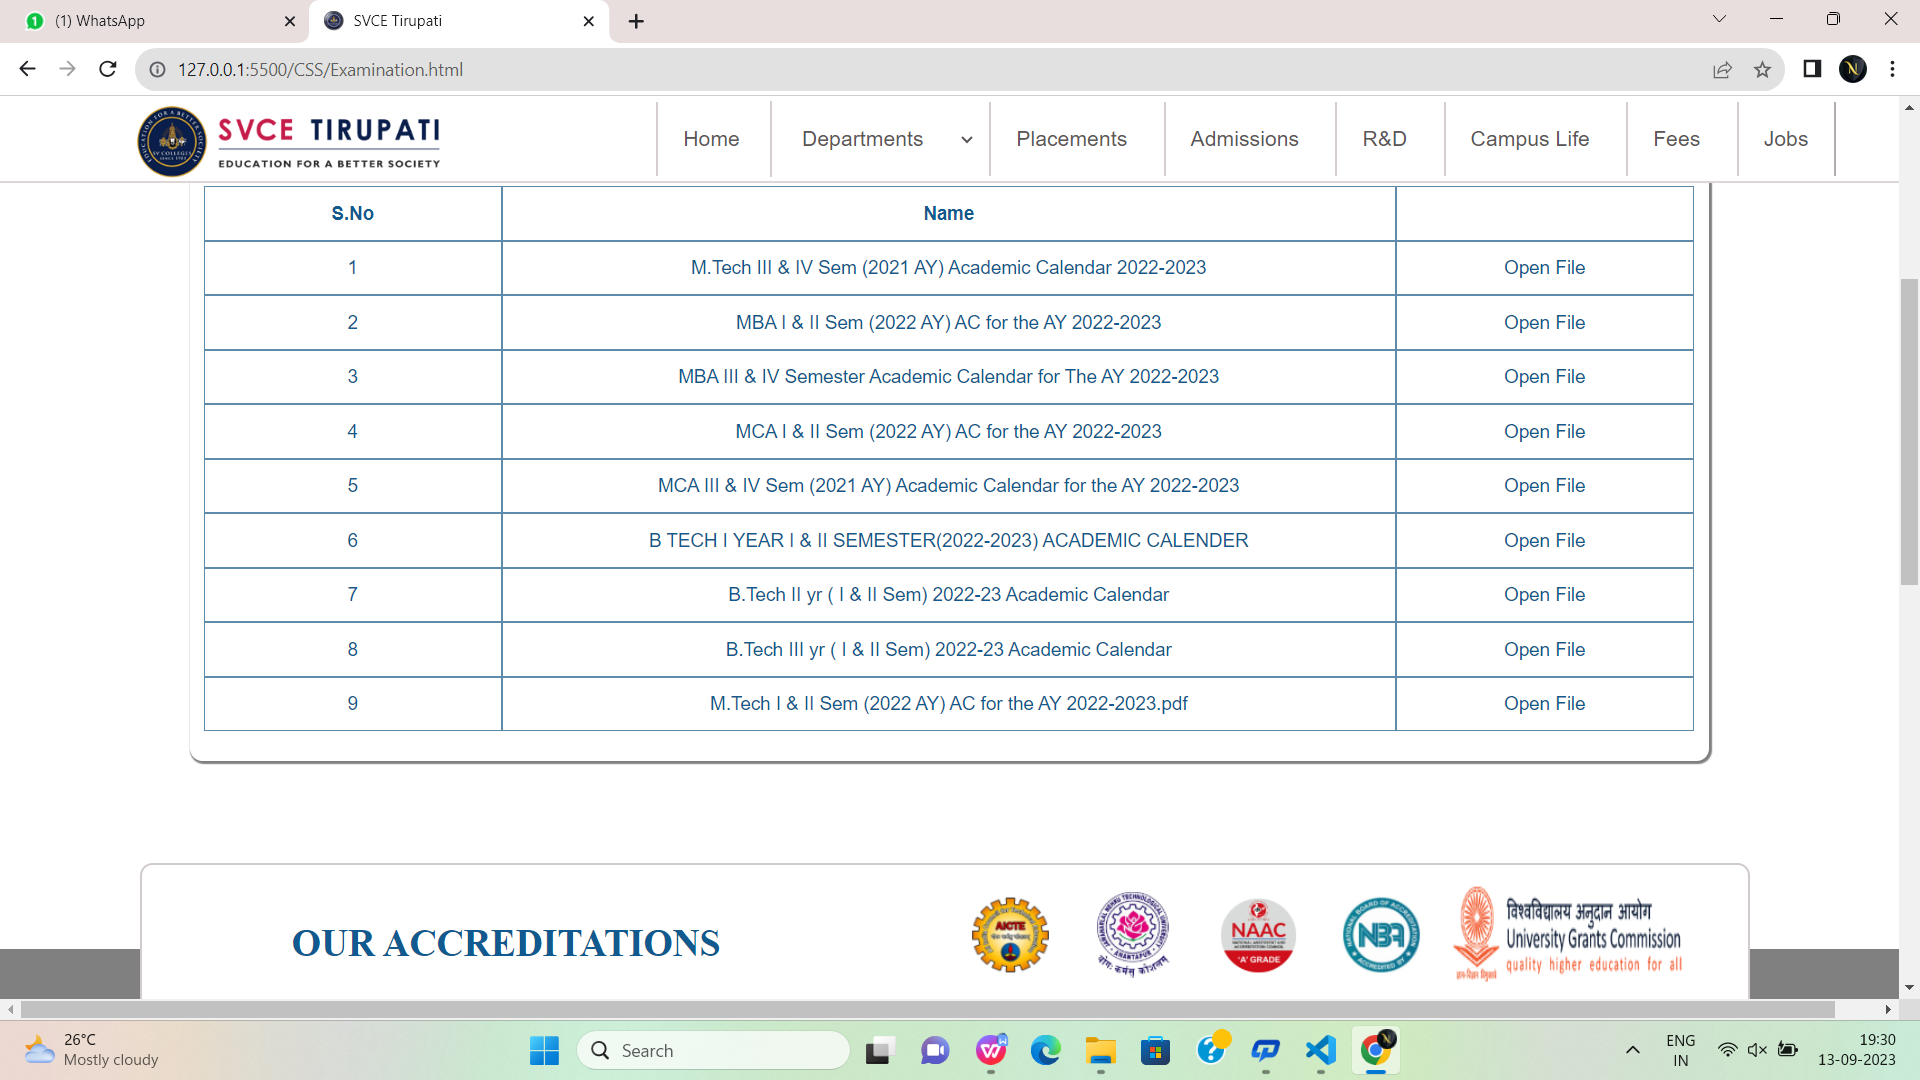 (1) WhatsApp
SVCE Tirupati
127.0.0.1:5500/CSS/Examination.html
SVCE TIRUPATI
EDUCATION FOR A BETTER SOCIETY
Home Departments Placements Admissions R&D Campus Life Fees Jobs
S.No Name
1 M.Tech III & IV Sem (2021 AY) Academic Calendar 2022-2023 Open File
2 MBA I & II Sem (2022 AY) AC for the AY 2022-2023 Open File
3 MBA III & IV Semester Academic Calendar for The AY 2022-2023 Open File
4 MCA I & II Sem (2022 AY) AC for the AY 2022-2023 Open File
5 MCA III & IV Sem (2021 AY) Academic Calendar for the AY 2022-2023 Open File
6 B TECH I YEAR I & II SEMESTER(2022-2023) ACADEMIC CALENDER Open File
7 B.Tech II yr ( I & II Sem) 2022-23 Academic Calendar Open File
8 B.Tech III yr ( I & II Sem) 2022-23 Academic Calendar Open File
9 M.Tech I & II Sem (2022 AY) AC for the AY 2022-2023.pdf Open File
OUR ACCREDITATIONS
AICTE
NAAC
'A' GRADE
NBA
विश्वविद्यालय अनुदान आयोग
University Grants Commission
quality higher education for all
26°C
Mostly cloudy
Search
ENG
IN
19:30
13-09-2023